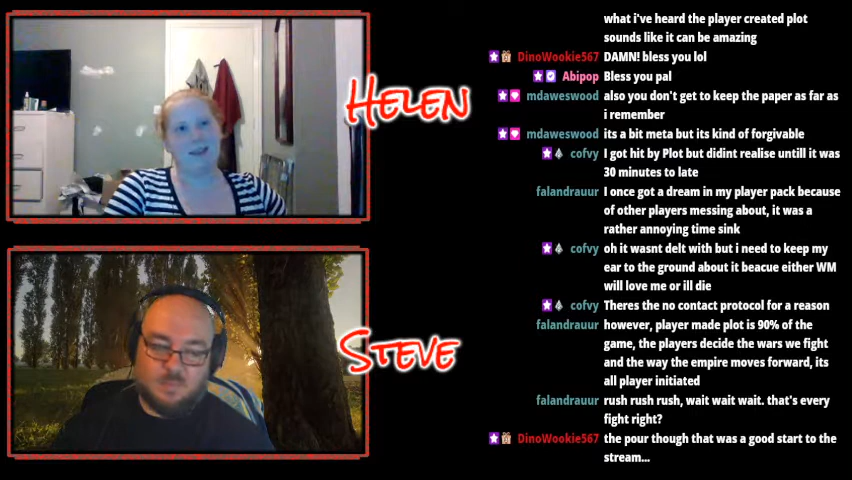 what i've heard the player created plot
sounds like it can be amazing
DinoWookie567 DAMN! bless you lol
Abipop Bless you pal
mdaweswood also you don't get to keep the paper as far as
i remember
mdaweswood its a bit meta but its kind of forgivable
cofvy I got hit by Plot but didint realise untill it was
30 minutes to late
falandrauur I once got a dream in my player pack because
of other players messing about, it was a
rather annoying time sink
cofvy oh it wasnt delt with but i need to keep my
ear to the ground about it beacue either WM
will love me or ill die
cofvy Theres the no contact protocol for a reason
falandrauur however, player made plot is 90% of the
game, the players decide the wars we fight
and the way the empire moves forward, its
all player initiated
falandrauur rush rush rush, wait wait wait. that's every
fight right?
DinoWookie567 the pour though that was a good start to the
stream...
Helen
Steve